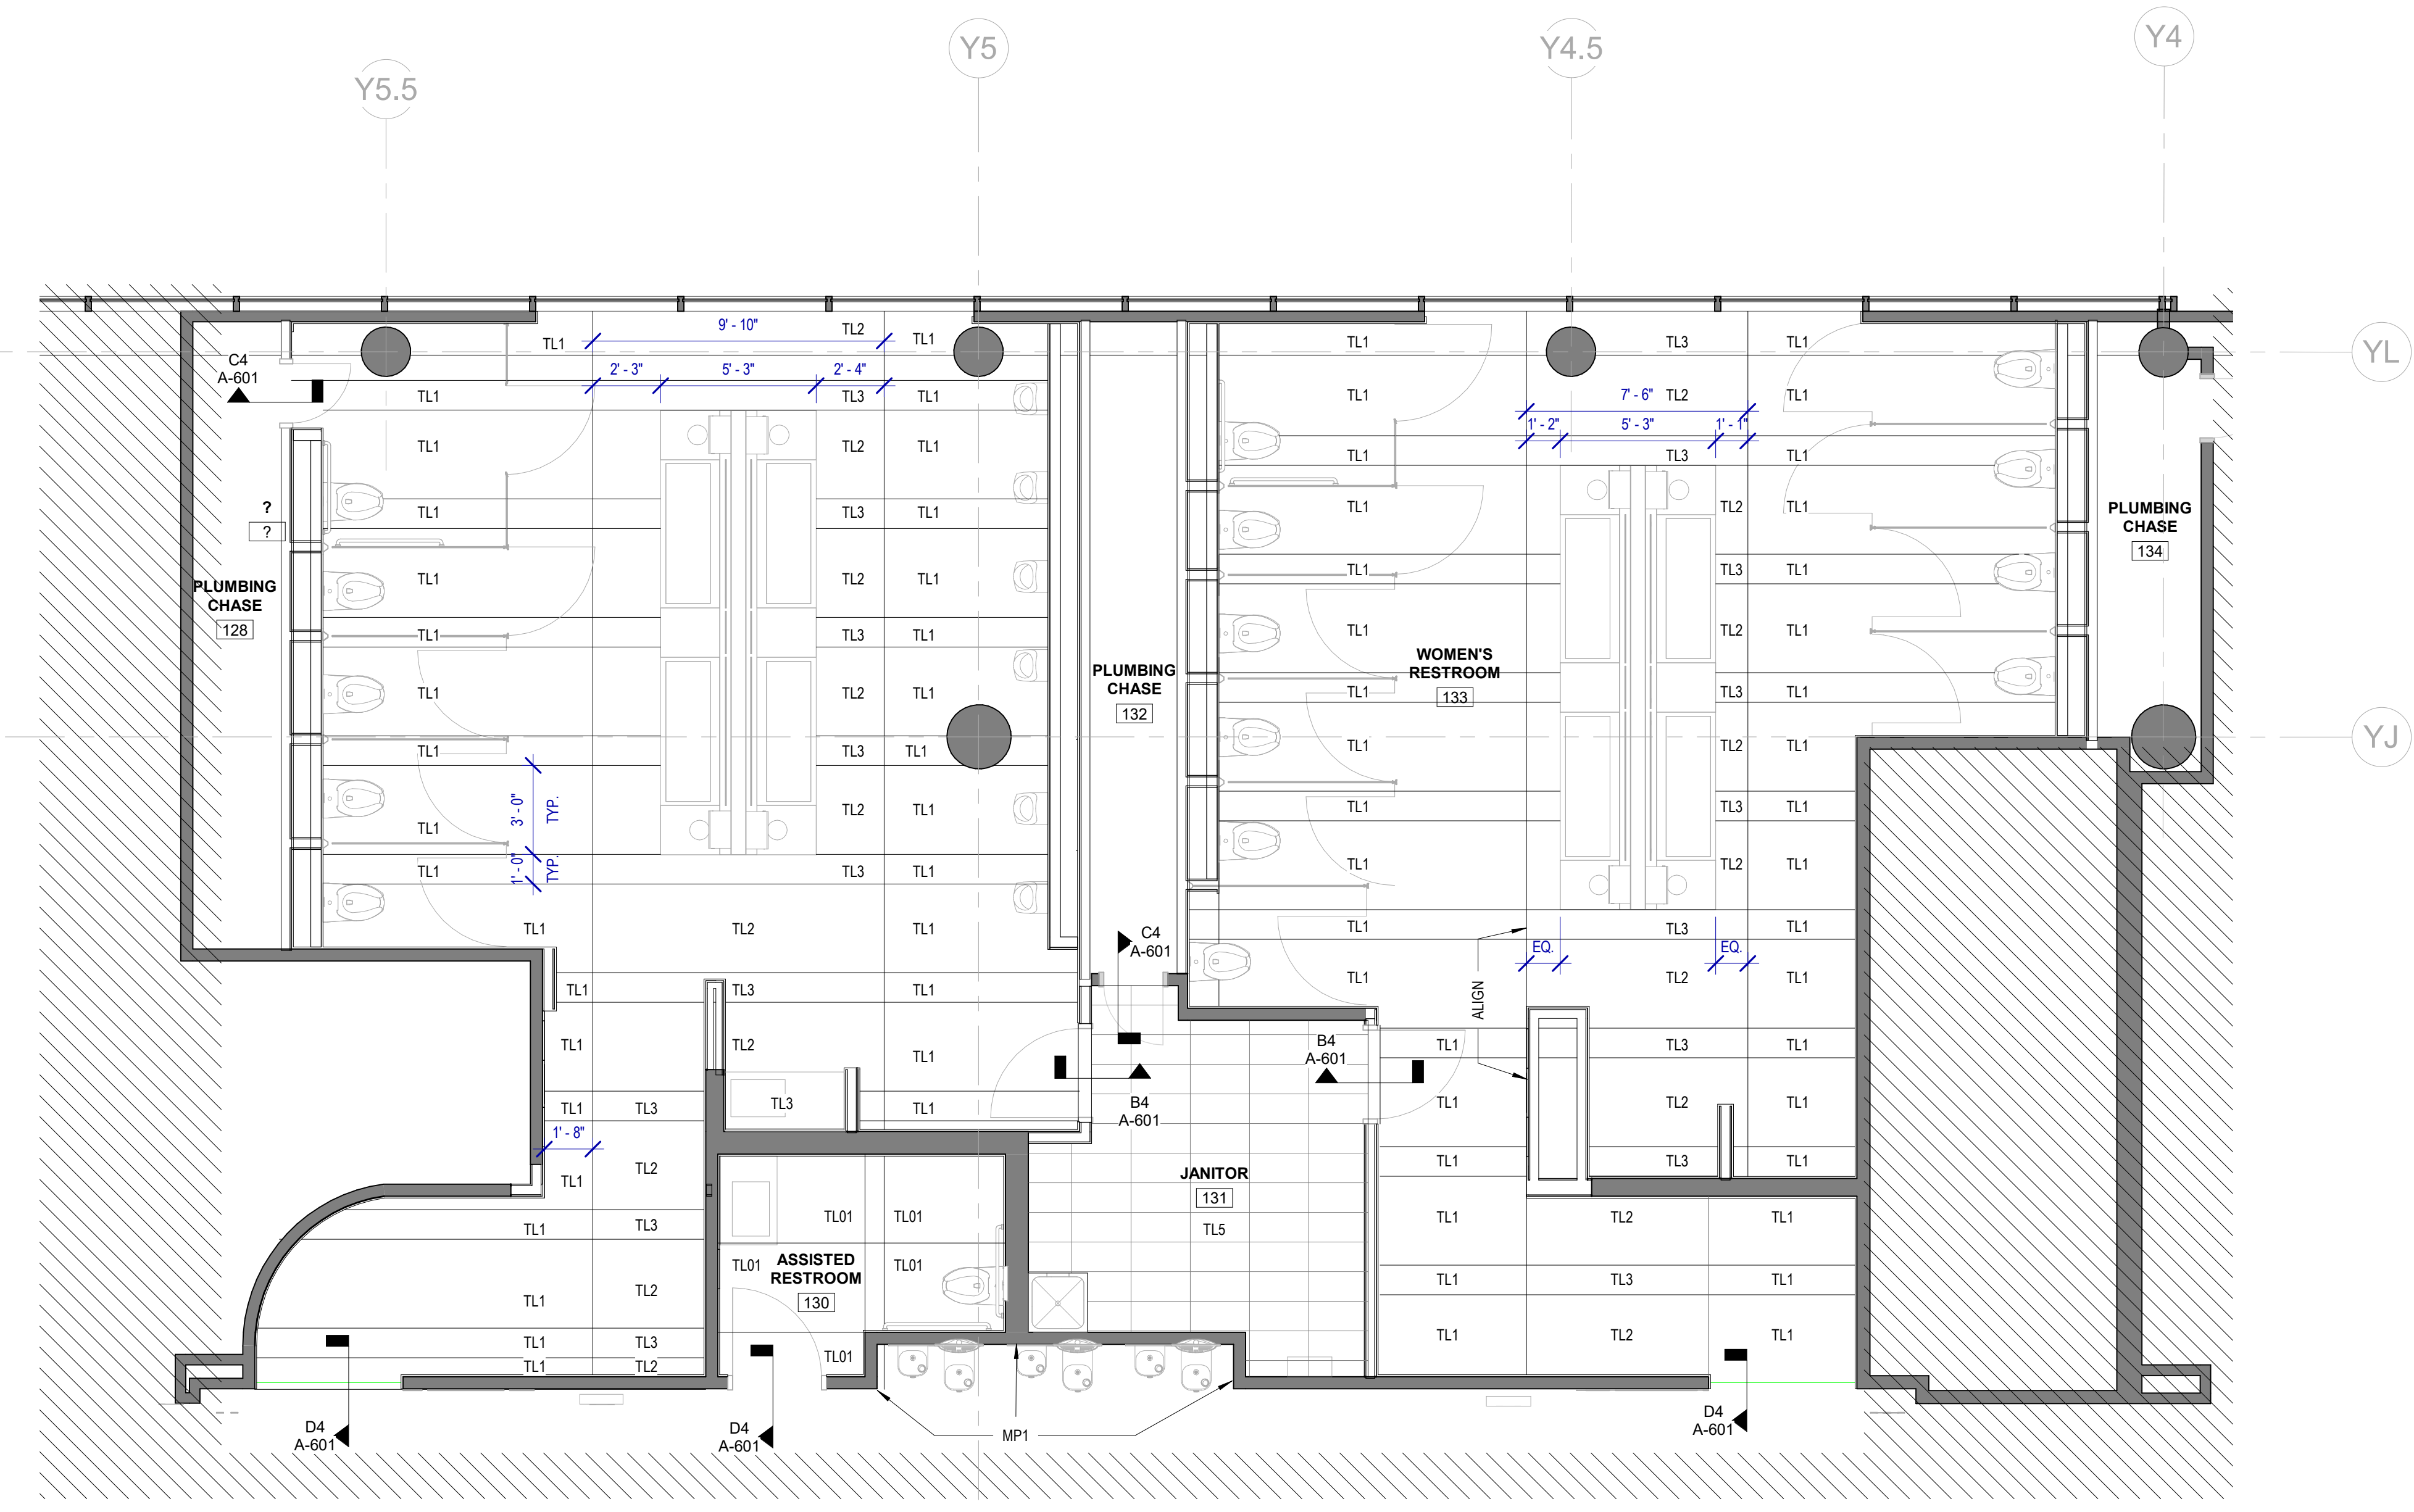 Y5.5
Y5
Y4.5
Y4
YL
YJ
TL1
9' - 10"
TL2
TL1
TL1
TL3
TL1
C4
A-601
2' - 3"
5' - 3"
2' - 4"
TL1
TL3
TL1
TL1
7' - 6"
TL2
TL1
1' - 2"
5' - 3"
1' - 1"
TL1
TL2
TL1
TL1
TL3
TL1
?
?
TL1
TL3
TL1
TL1
TL2
TL1
PLUMBING
CHASE
134
PLUMBING
CHASE
128
TL1
TL2
TL1
TL1
TL3
TL1
TL1
TL3
TL1
TL1
TL2
TL1
PLUMBING
CHASE
132
WOMEN'S
RESTROOM
133
TL1
TL2
TL1
TL1
TL3
TL1
TL1
TL3
TL1
TL1
TL2
TL1
3' - 0"
TYP.
TL1
TL2
TL1
TL1
TL3
TL1
1' - 0"
TYP.
TL1
TL3
TL1
TL1
TL2
TL1
TL1
TL2
TL1
C4
A-601
TL1
TL3
TL1
EQ.
EQ.
ALIGN
TL1
TL3
TL1
TL1
TL2
TL1
TL1
TL2
TL1
B4
A-601
TL1
TL3
TL1
TL1
TL3
TL3
TL1
B4
A-601
TL1
TL2
TL1
1' - 8"
TL1
TL2
JANITOR
131
TL5
TL1
TL3
TL1
TL1
TL3
TL01
TL01
TL1
TL2
TL1
TL01
ASSISTED
RESTROOM
130
TL01
TL1
TL2
TL1
TL3
TL1
TL1
TL3
TL01
TL1
TL2
TL1
TL1
TL2
D4
A-601
D4
A-601
MP1
D4
A-601